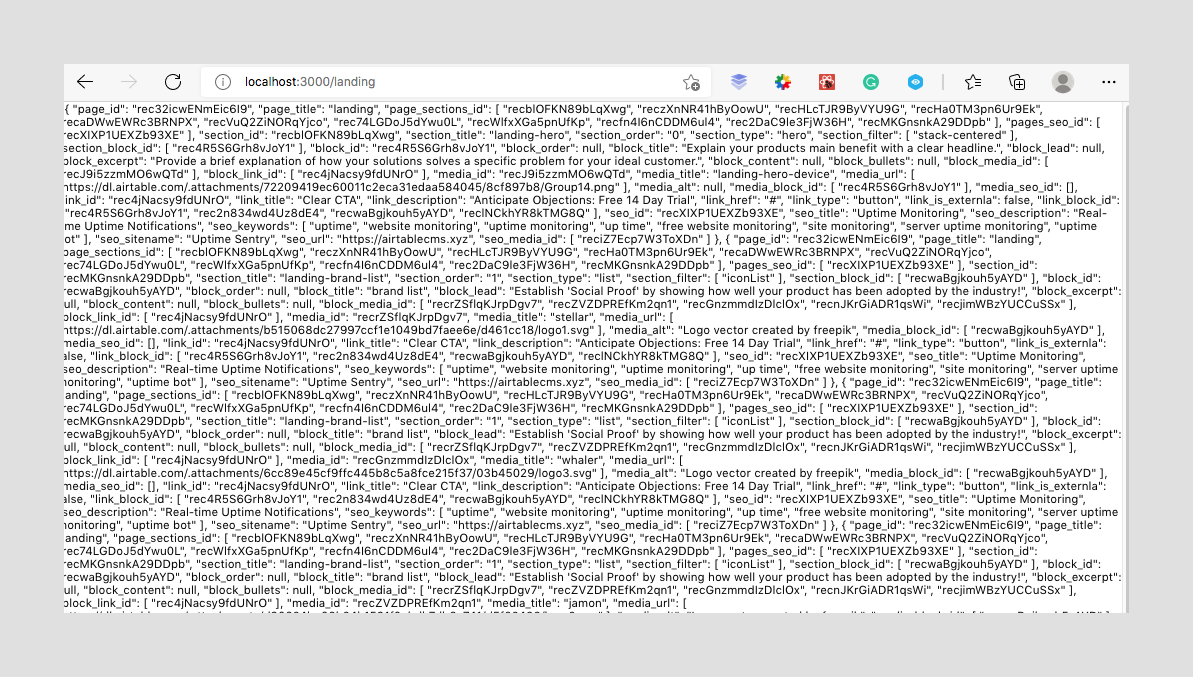 localhost:3000/landing
{ "page_id": "rec32icwENmEic6I9", "page_title": "landing", "page_sections_id": [ "recblOFKN89bLqXwg", "reczXnNR41hByOowU", "recHLcTJR9ByVYU9G", "recHa0TM3pn6Ur9Ek",
"recaDWwEWRc3BRNPX", "recVuQ2ZiNORqYjco", "rec74LGDoJ5dYwu0L", "recWlfxXGa5pnUfKp", "recfn4I6nCDDM6ul4", "rec2DaC9Ie3FjW36H", "recMKGnsnkA29DDpb" ], "pages_seo_id": [
"recXIXP1UEXZb93XE" ], "section_id": "recblOFKN89bLqXwg", "section_title": "landing-hero", "section_order": "0", "section_type": "hero", "section_filter": [ "stack-centered" ],
"section_block_id": [ "rec4R5S6Grh8vJoY1" ], "block_id": "rec4R5S6Grh8vJoY1", "block_order": null, "block_title": "Explain your products main benefit with a clear headline.", "block_lead": null,
"block_excerpt": "Provide a brief explanation of how your solutions solves a specific problem for your ideal customer.", "block_content": null, "block_bullets": null, "block_media_id": [
"recJ9i5zzmMO6wQTd" ], "block_link_id": [ "rec4jNacsy9fdUNrO" ], "media_id": "recJ9i5zzmMO6wQTd", "media_title": "landing-hero-device", "media_url": [
"https://dl.airtable.com/.attachments/72209419ec60011c2eca31edaa584045/8cf897b8/Group14.png" ], "media_alt": null, "media_block_id": [ "rec4R5S6Grh8vJoY1" ], "media_seo_id": [],
link_id": "rec4jNacsy9fdUNrO", "link_title": "Clear CTA", "link_description": "Anticipate Objections: Free 14 Day Trial", "link_href": "#", "link_type": "button", "link_is_externla": false, "link_block_id":
"rec4R5S6Grh8vJoY1", "rec2n834wd4Uz8dE4", "recwaBgjkouh5yAYD", "reclNCkhYR8kTMG8Q" ], "seo_id": "recXIXP1UEXZb93XE", "seo_title": "Uptime Monitoring", "seo_description": "Real-
me Uptime Notifications", "seo_keywords": [ "uptime", "website monitoring", "uptime monitoring", "up time", "free website monitoring", "site monitoring", "server uptime monitoring", "uptime
ot" ], "seo_sitename": "Uptime Sentry", "seo_url": "https://airtablecms.xyz", "seo_media_id": [ "reciZ7Ecp7W3ToXDn" ] }, { "page_id": "rec32icwENmEic6I9", "page_title": "landing",
page_sections_id": [ "recblOFKN89bLqXwg", "reczXnNR41hByOowU", "recHLcTJR9ByVYU9G", "recHa0TM3pn6Ur9Ek", "recaDWwEWRc3BRNPX", "recVuQ2ZiNORqYjco",
"rec74LGDoJ5dYwu0L", "recWlfxXGa5pnUfKp", "recfn4I6nCDDM6ul4", "rec2DaC9Ie3FjW36H", "recMKGnsnkA29DDpb" ], "pages_seo_id": [ "recXIXP1UEXZb93XE" ], "section_id":
"recMKGnsnkA29DDpb", "section_title": "landing-brand-list", "section_order": "1", "section_type": "list", "section_filter": [ "iconList" ], "section_block_id": [ "recwaBgjkouh5yAYD" ], "block_id":
"recwaBgjkouh5yAYD", "block_order": null, "block_title": "brand list", "block_lead": "Establish 'Social Proof' by showing how well your product has been adopted by the industry!", "block_excerpt":
ull, "block_content": null, "block_bullets": null, "block_media_id": [ "recrZSflqKJrpDgv7", "recZVZDPREfKm2qn1", "recGnzmmdIzDlclOx", "recnJKrGiADR1qsWi", "recjimWBzYUCCuSSx" ],
block_link_id": [ "rec4jNacsy9fdUNrO" ], "media_id": "recrZSflqKJrpDgv7", "media_title": "stellar", "media_url": [
"https://dl.airtable.com/.attachments/b515068dc27997ccf1e1049bd7faee6e/d461cc18/logo1.svg" ], "media_alt": "Logo vector created by freepik", "media_block_id": [ "recwaBgjkouh5yAYD" ],
media_seo_id": [], "link_id": "rec4jNacsy9fdUNrO", "link_title": "Clear CTA", "link_description": "Anticipate Objections: Free 14 Day Trial", "link_href": "#", "link_type": "button", "link_is_externla":
alse, "link_block_id": [ "rec4R5S6Grh8vJoY1", "rec2n834wd4Uz8dE4", "recwaBgjkouh5yAYD", "reclNCkhYR8kTMG8Q" ], "seo_id": "recXIXP1UEXZb93XE", "seo_title": "Uptime Monitoring",
seo_description": "Real-time Uptime Notifications", "seo_keywords": [ "uptime", "website monitoring", "uptime monitoring", "up time", "free website monitoring", "site monitoring", "server uptime
monitoring", "uptime bot" ], "seo_sitename": "Uptime Sentry", "seo_url": "https://airtablecms.xyz", "seo_media_id": [ "reciZ7Ecp7W3ToXDn" ] }, { "page_id": "rec32icwENmEic6I9", "page_title":
landing", "page_sections_id": [ "recblOFKN89bLqXwg", "reczXnNR41hByOowU", "recHLcTJR9ByVYU9G", "recHa0TM3pn6Ur9Ek", "recaDWwEWRc3BRNPX", "recVuQ2ZiNORqYjco",
"rec74LGDoJ5dYwu0L", "recWlfxXGa5pnUfKp", "recfn4I6nCDDM6ul4", "rec2DaC9Ie3FjW36H", "recMKGnsnkA29DDpb" ], "pages_seo_id": [ "recXIXP1UEXZb93XE" ], "section_id":
"recMKGnsnkA29DDpb", "section_title": "landing-brand-list", "section_order": "1", "section_type": "list", "section_filter": [ "iconList" ], "section_block_id": [ "recwaBgjkouh5yAYD" ], "block_id":
"recwaBgjkouh5yAYD", "block_order": null, "block_title": "brand list", "block_lead": "Establish 'Social Proof' by showing how well your product has been adopted by the industry!", "block_excerpt":
ull, "block_content": null, "block_bullets": null, "block_media_id": [ "recrZSflqKJrpDgv7", "recZVZDPREfKm2qn1", "recGnzmmdIzDlclOx", "recnJKrGiADR1qsWi", "recjimWBzYUCCuSSx" ],
block_link_id": [ "rec4jNacsy9fdUNrO" ], "media_id": "recGnzmmdIzDlclOx", "media_title": "whaler", "media_url": [
"https://dl.airtable.com/.attachments/6cc89e45cf9ffc445b8c5a8fce215f37/03b45029/logo3.svg" ], "media_alt": "Logo vector created by freepik", "media_block_id": [ "recwaBgjkouh5yAYD" ],
media_seo_id": [], "link_id": "rec4jNacsy9fdUNrO", "link_title": "Clear CTA", "link_description": "Anticipate Objections: Free 14 Day Trial", "link_href": "#", "link_type": "button", "link_is_externla":
alse, "link_block_id": [ "rec4R5S6Grh8vJoY1", "rec2n834wd4Uz8dE4", "recwaBgjkouh5yAYD", "reclNCkhYR8kTMG8Q" ], "seo_id": "recXIXP1UEXZb93XE", "seo_title": "Uptime Monitoring",
seo_description": "Real-time Uptime Notifications", "seo_keywords": [ "uptime", "website monitoring", "uptime monitoring", "up time", "free website monitoring", "site monitoring", "server uptime
monitoring", "uptime bot" ], "seo_sitename": "Uptime Sentry", "seo_url": "https://airtablecms.xyz", "seo_media_id": [ "reciZ7Ecp7W3ToXDn" ] }, { "page_id": "rec32icwENmEic6I9", "page_title":
landing", "page_sections_id": [ "recblOFKN89bLqXwg", "reczXnNR41hByOowU", "recHLcTJR9ByVYU9G", "recHa0TM3pn6Ur9Ek", "recaDWwEWRc3BRNPX", "recVuQ2ZiNORqYjco",
"rec74LGDoJ5dYwu0L", "recWlfxXGa5pnUfKp", "recfn4I6nCDDM6ul4", "rec2DaC9Ie3FjW36H", "recMKGnsnkA29DDpb" ], "pages_seo_id": [ "recXIXP1UEXZb93XE" ], "section_id":
"recMKGnsnkA29DDpb", "section_title": "landing-brand-list", "section_order": "1", "section_type": "list", "section_filter": [ "iconList" ], "section_block_id": [ "recwaBgjkouh5yAYD" ], "block_id":
"recwaBgjkouh5yAYD", "block_order": null, "block_title": "brand list", "block_lead": "Establish 'Social Proof' by showing how well your product has been adopted by the industry!", "block_excerpt":
ull, "block_content": null, "block_bullets": null, "block_media_id": [ "recrZSflqKJrpDgv7", "recZVZDPREfKm2qn1", "recGnzmmdIzDlclOx", "recnJKrGiADR1qsWi", "recjimWBzYUCCuSSx" ],
block_link_id": [ "rec4jNacsy9fdUNrO" ], "media_id": "recZVZDPREfKm2qn1", "media_title": "jamon", "media_url": [